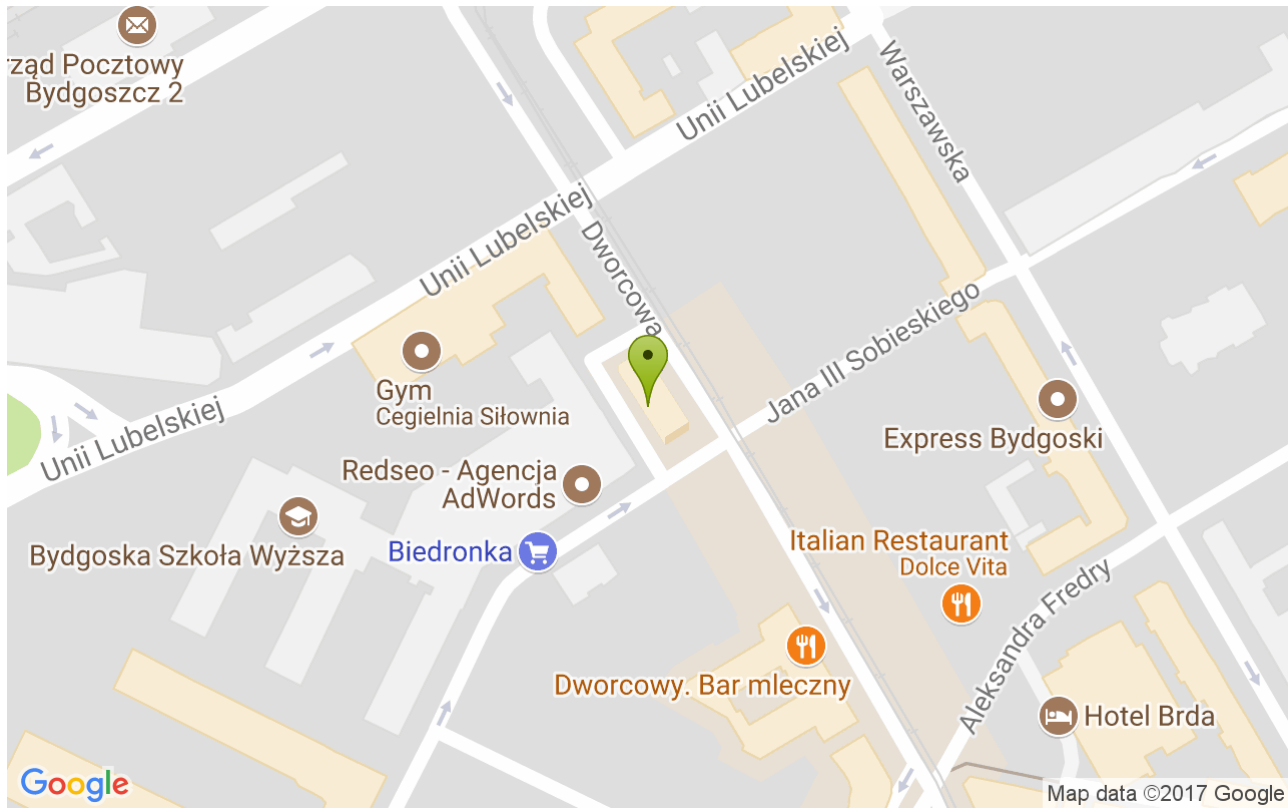 rząd Pocztowy
Bydgoszcz 2
Unii Lubelskiej
Warszawska
Unii Lubelskiej
Dworcowa
Jana III Sobieskiego
Gym
Cegielnia Siłownia
Unii Lubelskiej
Express Bydgoski
Redseo - Agencja
AdWords
Bydgoska Szkoła Wyższa
Biedronka
Italian Restaurant
Dolce Vita
Aleksandra Fredry
Dworcowy. Bar mleczny
Hotel Brda
Google
Map data ©2017 Google